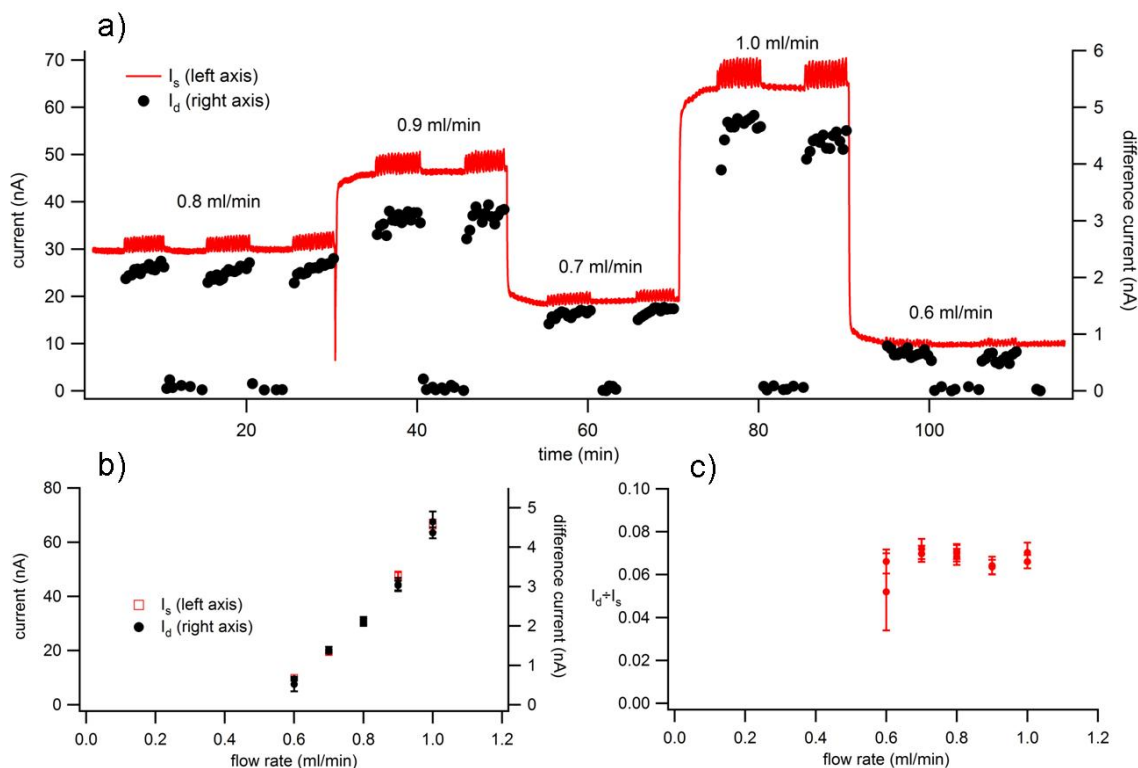 a)
70
60
50
40
30
20
10
0
current (nA)
I_s (left axis)
I_d (right axis)
0.8 ml/min
0.9 ml/min
0.7 ml/min
1.0 ml/min
0.6 ml/min
6
5
4
3
2
1
0
difference current (nA)
20 40 60 80 100
time (min)
b)
80
60
40
20
0
current (nA)
I_s (left axis)
I_d (right axis)
5
4
3
2
1
0
difference current (nA)
0.0 0.2 0.4 0.6 0.8 1.0 1.2
flow rate (ml/min)
c)
0.10
0.08
0.06
0.04
0.02
0.00
I_d÷I_s
0.0 0.2 0.4 0.6 0.8 1.0 1.2
flow rate (ml/min)